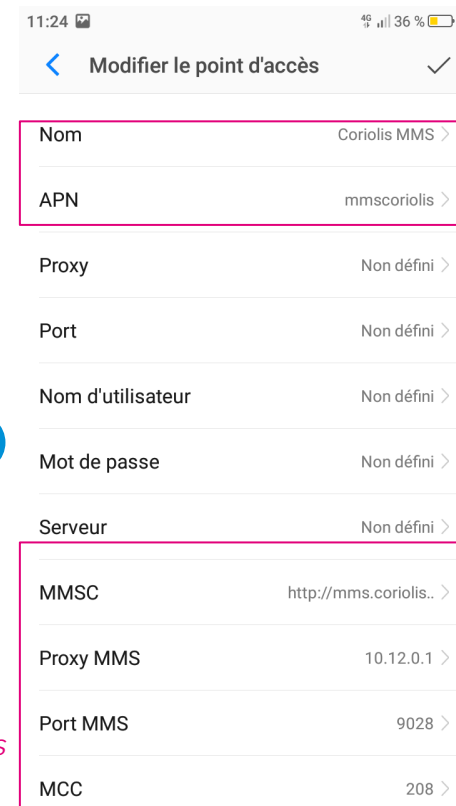 11:24 4G 36 %
Modifier le point d'accès
Nom Coriolis MMS
APN mmscoriolis
Proxy Non défini
Port Non défini
Nom d'utilisateur Non défini
Mot de passe Non défini
Serveur Non défini
MMSC http://mms.coriolis..
Proxy MMS 10.12.0.1
Port MMS 9028
s
MCC 208